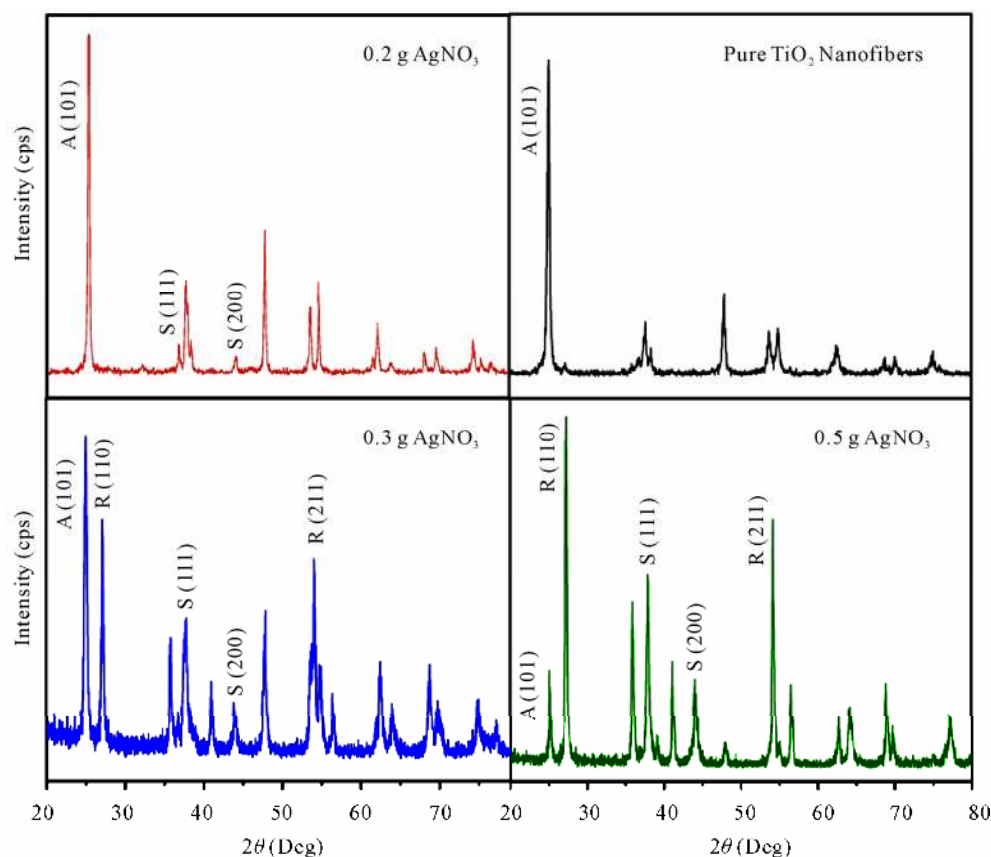 0.2 g AgNO₃
A (101)
S (111)
S (200)
Intensity (cps)
Pure TiO₂ Nanofibers
A (101)
0.3 g AgNO₃
A (101)
R (110)
S (111)
S (200)
R (211)
Intensity (cps)
20 30 40 50 60 70
2θ (Deg)
0.5 g AgNO₃
A (101)
R (110)
S (111)
S (200)
R (211)
20 30 40 50 60 70 80
2θ (Deg)